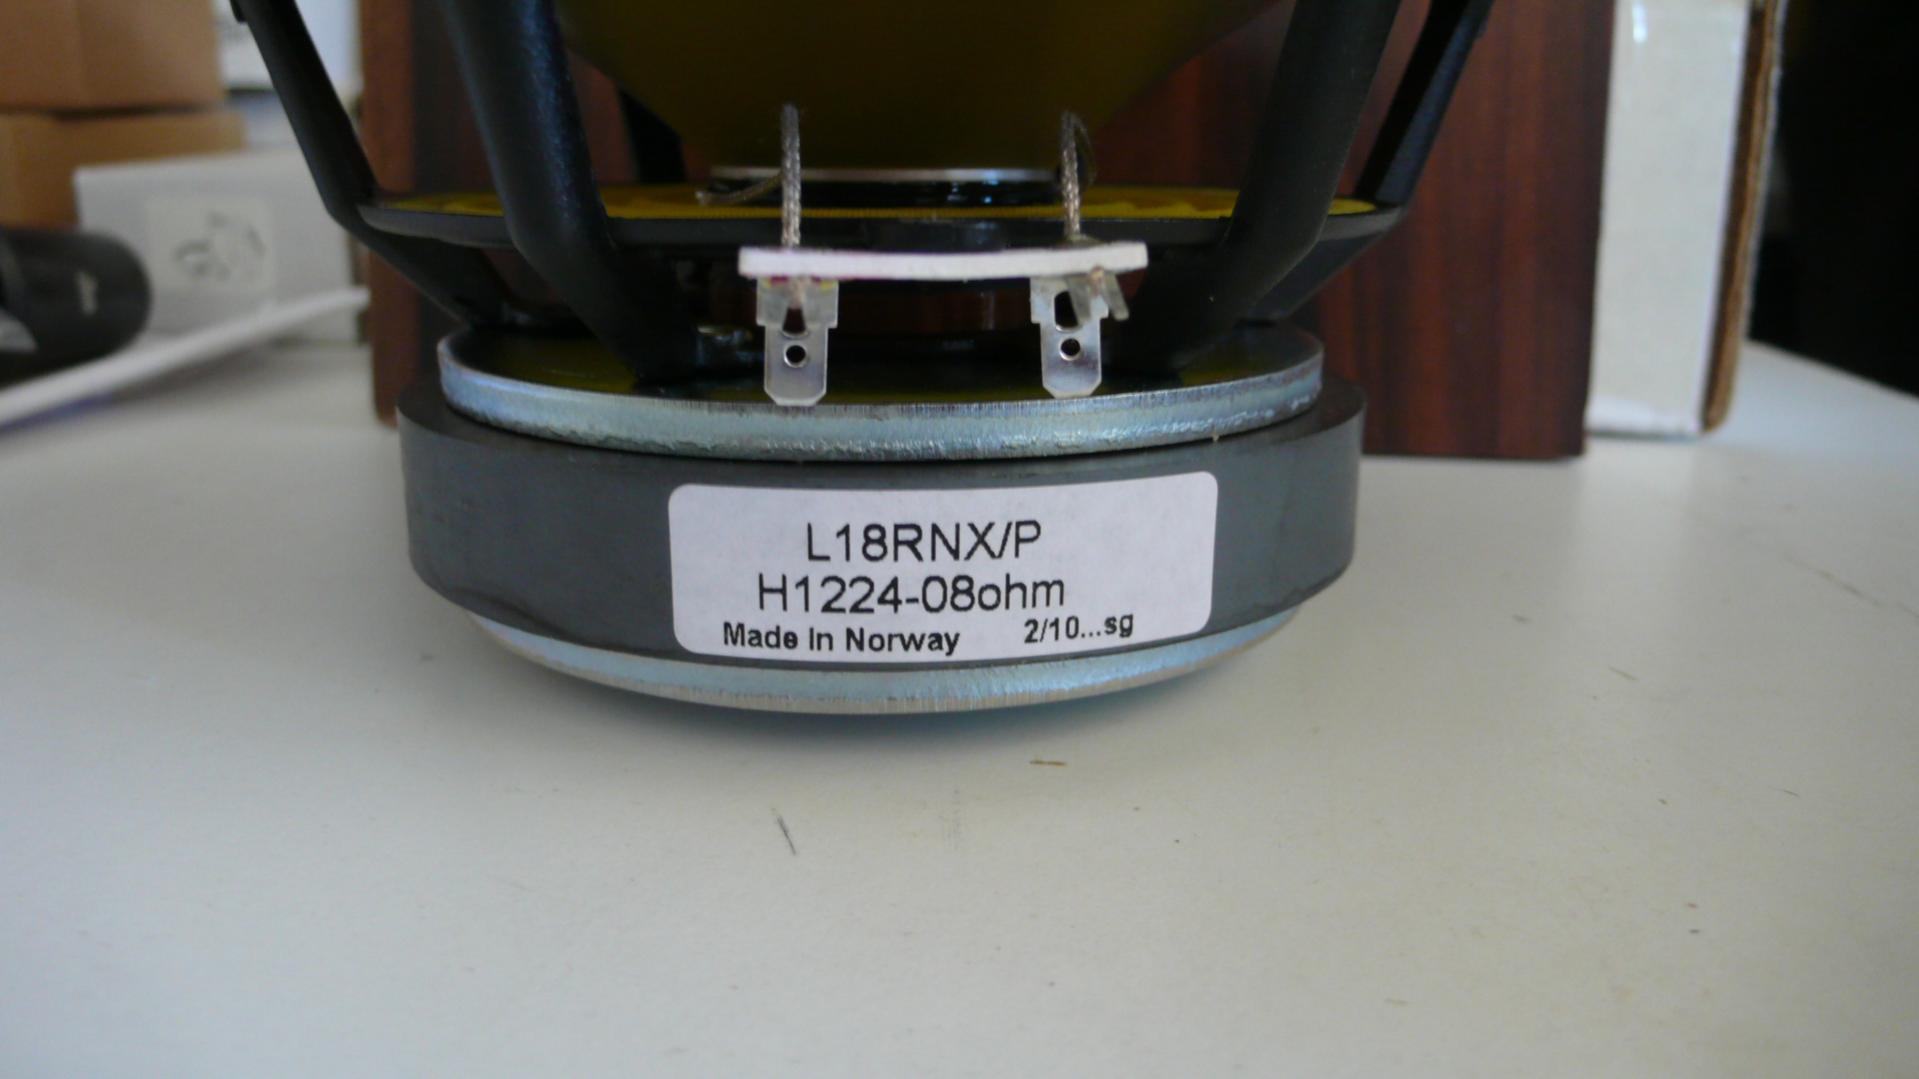 L18RNX/P
H1224-08ohm
Made in Norway 2/10...sg